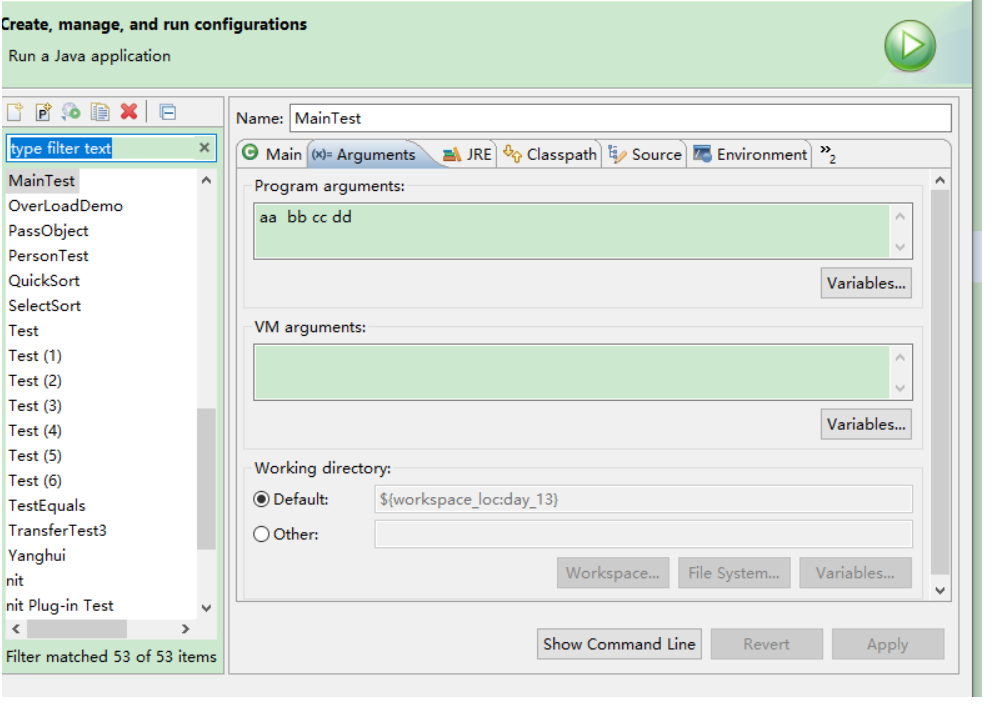 Create, manage, and run configurations
Run a Java application
type filter text
MainTest
OverLoadDemo
PassObject
PersonTest
QuickSort
SelectSort
Test
Test (1)
Test (2)
Test (3)
Test (4)
Test (5)
Test (6)
TestEquals
TransferTest3
Yanghui
nit
nit Plug-in Test
Filter matched 53 of 53 items
Name: MainTest
Main (x)= Arguments JRE Classpath Source Environment »2
Program arguments:
aa  bb cc dd
Variables...
VM arguments:
Variables...
Working directory:
Default: ${workspace_loc:day_13}
Other:
Workspace... File System... Variables...
Show Command Line Revert Apply